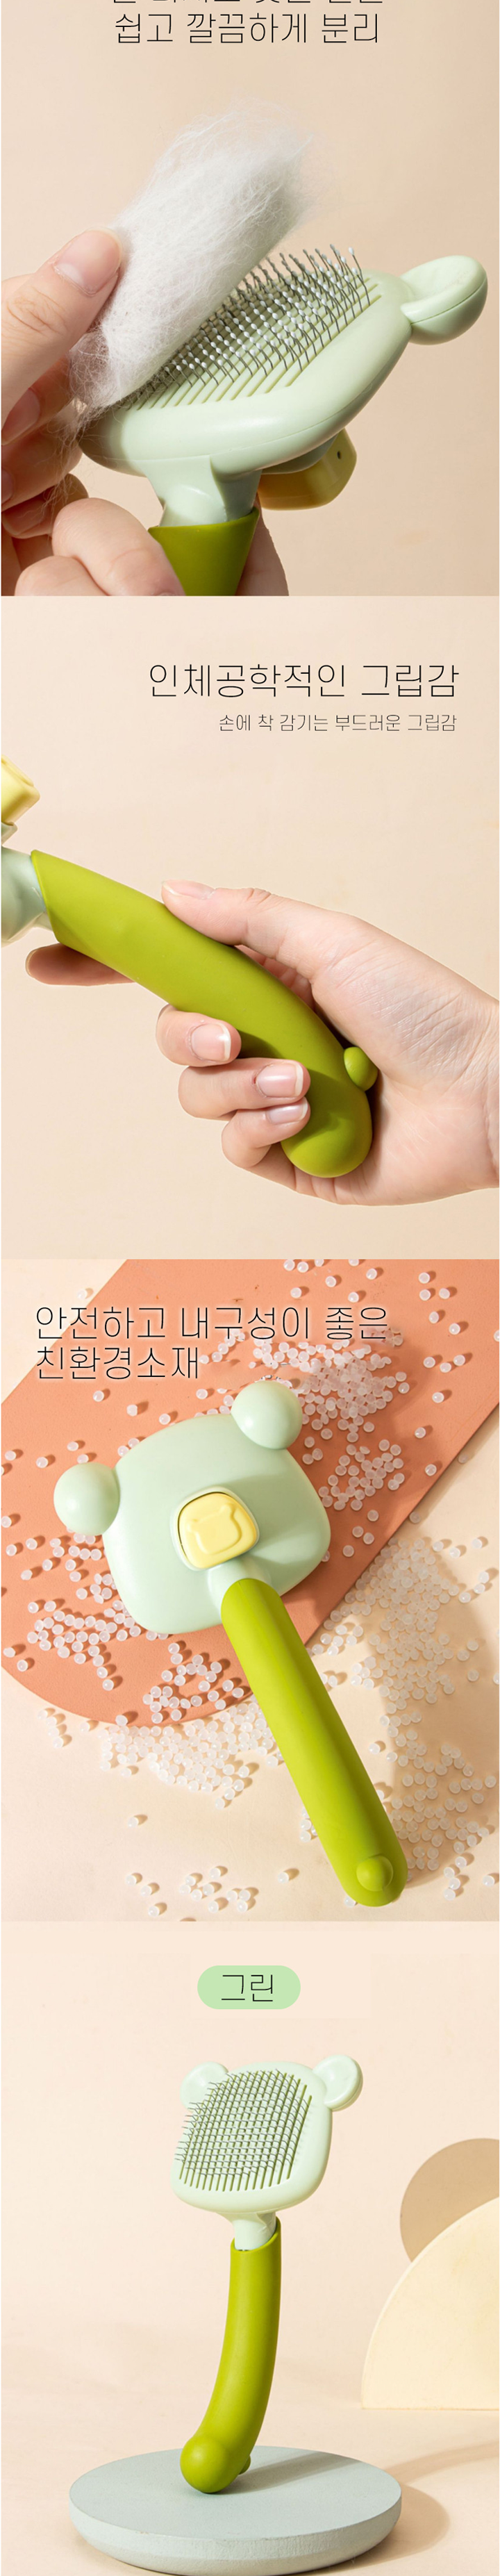 쉽고 깔끔하게 분리
인체공학적인 그립감
손에 착 감기는 부드러운 그립감
안전하고 내구성이 좋은
친환경소재
그린